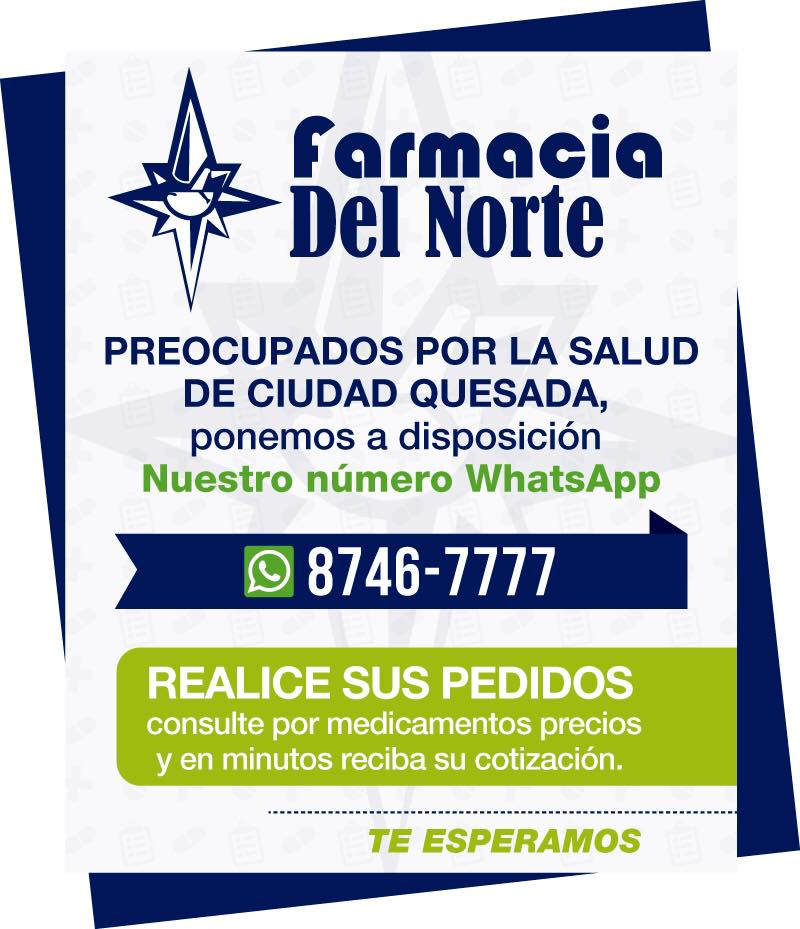 Farmacia
Del Norte
PREOCUPADOS POR LA SALUD
DE CIUDAD QUESADA,
ponemos a disposición
Nuestro número WhatsApp
8746-7777
REALICE SUS PEDIDOS
consulte por medicamentos precios
y en minutos reciba su cotización.
TE ESPERAMOS